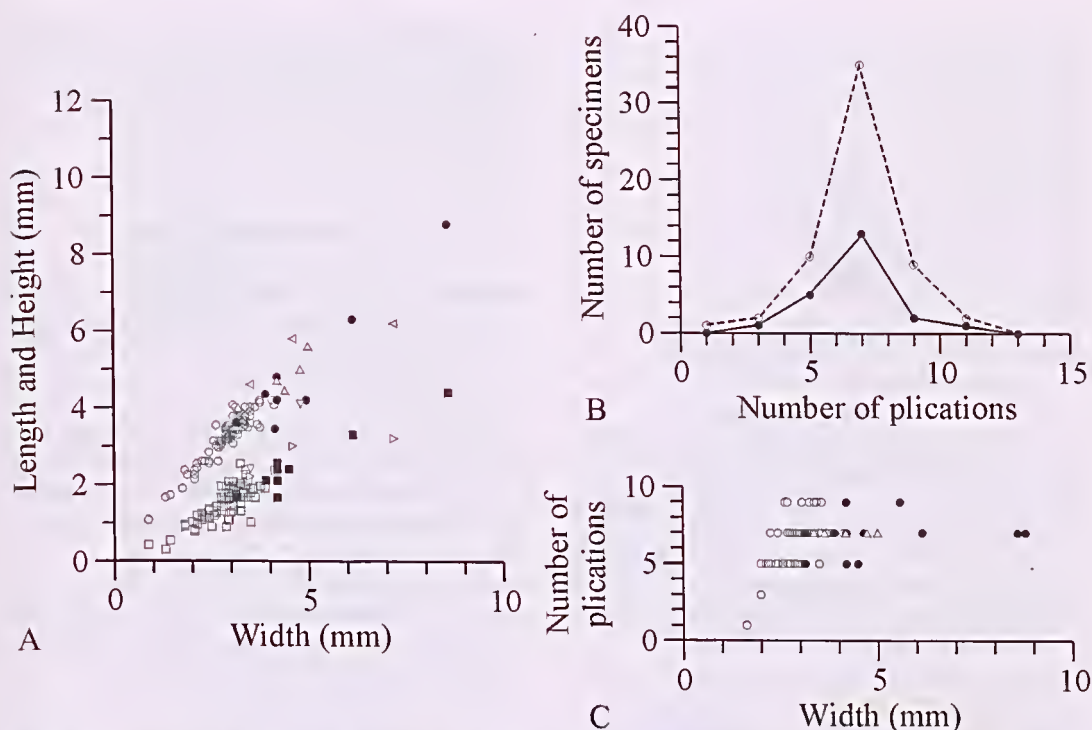 Length and Height (mm)
12
10
8
6
4
2
0
0
5
10
Width (mm)
A
Number of specimens
40
30
20
10
0
0
5
10
15
Number of plications
B
Number of
plications
10
5
0
0
5
10
Width (mm)
C